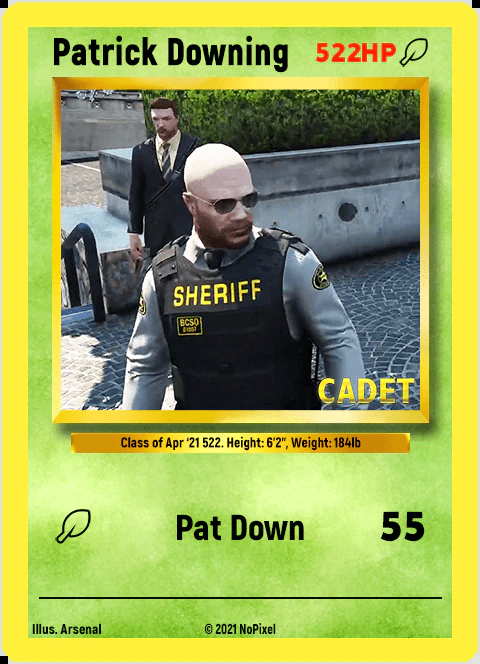 Patrick Downing 522HP
SHERIFF
BCSO
CADET
Class of Apr ‘21 522. Height: 6'2", Weight: 184lb
Pat Down 55
Illus. Arsenal © 2021 NoPixel